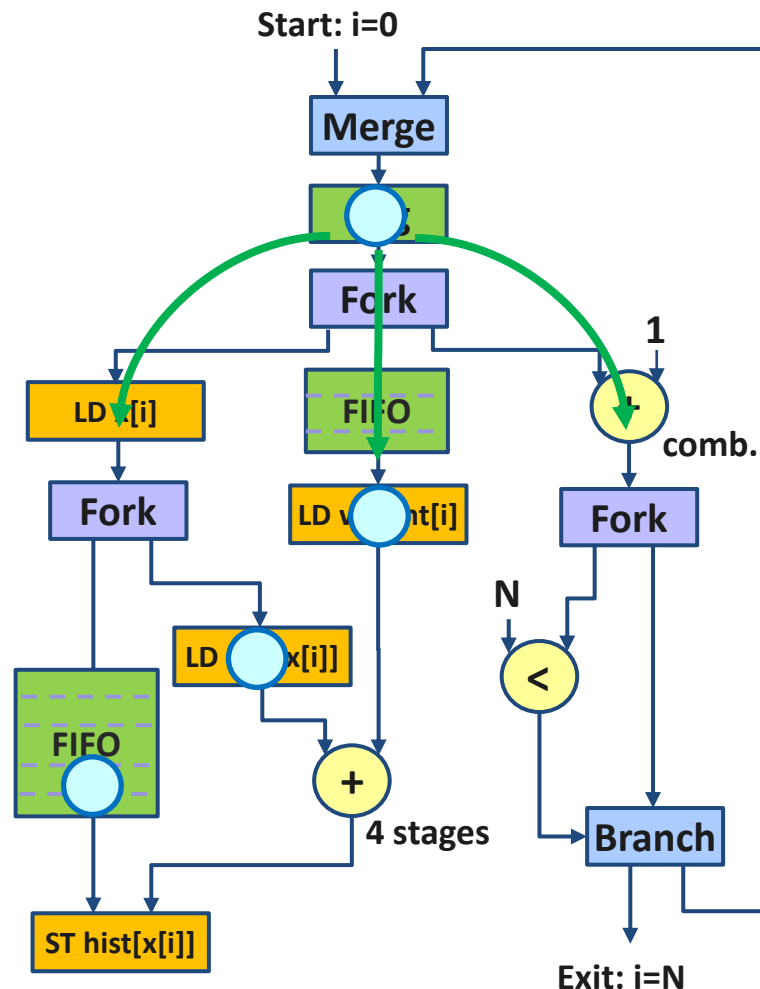 Start: i=0
Merge
Fork
1
LD x[i]
FIFO
+
comb.
Fork
LD
Fork
N
LD x[i]]
<
FIFO
+
4 stages
Branch
ST hist[x[i]]
Exit: i=N